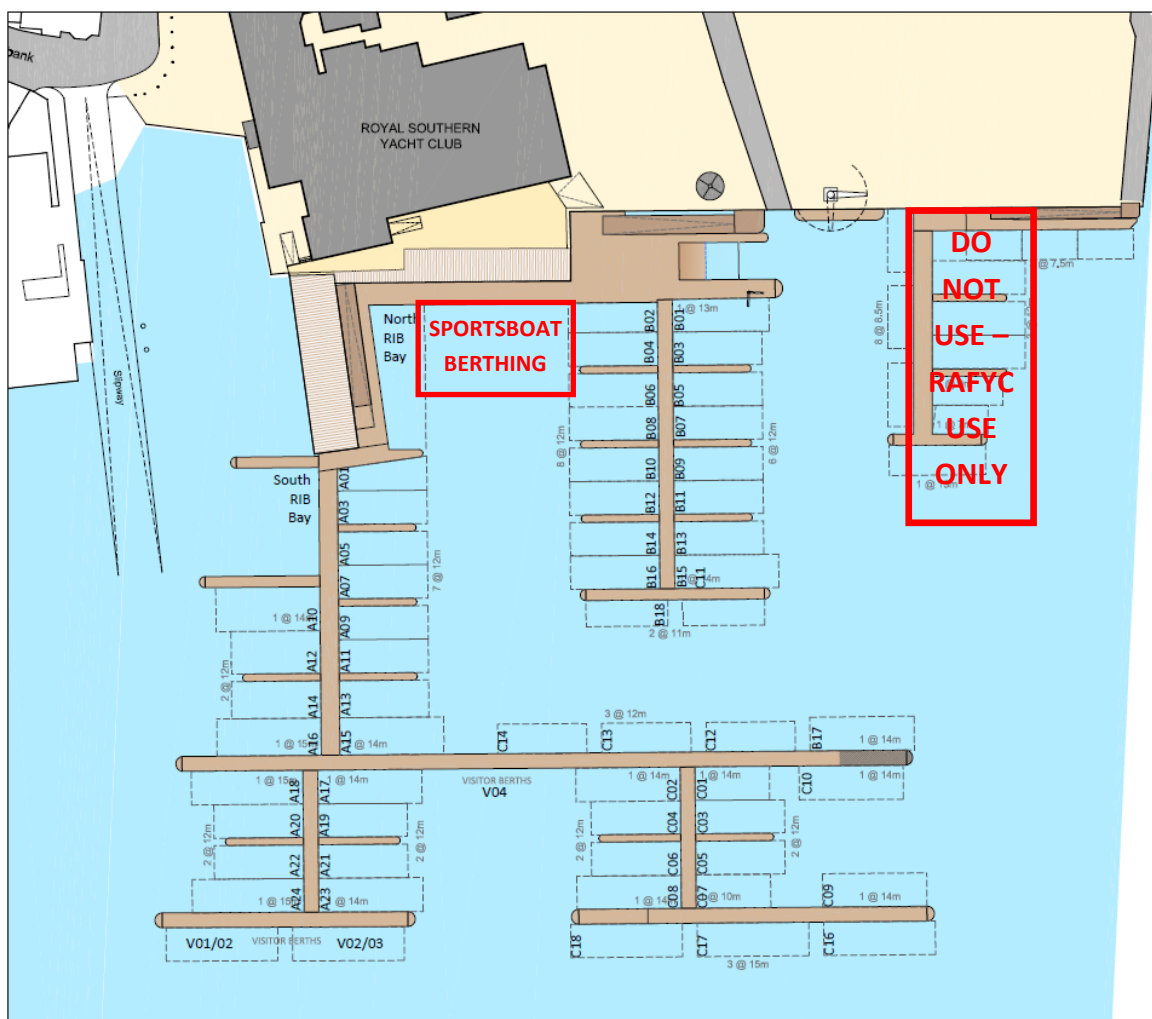 bank
ROYAL SOUTHERN
YACHT CLUB
Slipway
North
RIB
Bay
SPORTSBOAT
BERTHING
DO
NOT
USE –
RAFYC
USE
ONLY
@ 7.5m
8 @ 8.5m
1 @ 13m
B02
B01
B04
B03
B06
B05
B08
B07
8 @ 12m
6 @ 12m
B10
B09
B12
B11
B14
B13
B16
B15
C11
B18
2 @ 11m
South
RIB
Bay
A01
A03
A05
A07
7 @ 12m
1 @ 14m
A10
A09
A12
A11
2 @ 12m
A14
A13
A16
A15
1 @ 14m
3 @ 12m
C14
C13
C12
B17
1 @ 14m
1 @ 15m
A18
A17
1 @ 14m
VISITOR BERTHS
V04
1 @ 14m
C02
C01
1 @ 14m
C10
1 @ 14m
A20
A19
2 @ 12m
2 @ 12m
A22
A21
C04
C03
2 @ 12m
2 @ 12m
C06
C05
A24
A23
@ 14m
C08
C07
@ 10m
C09
1 @ 14m
V01/02
VISITOR BERTHS
V02/03
C18
C17
C16
3 @ 15m